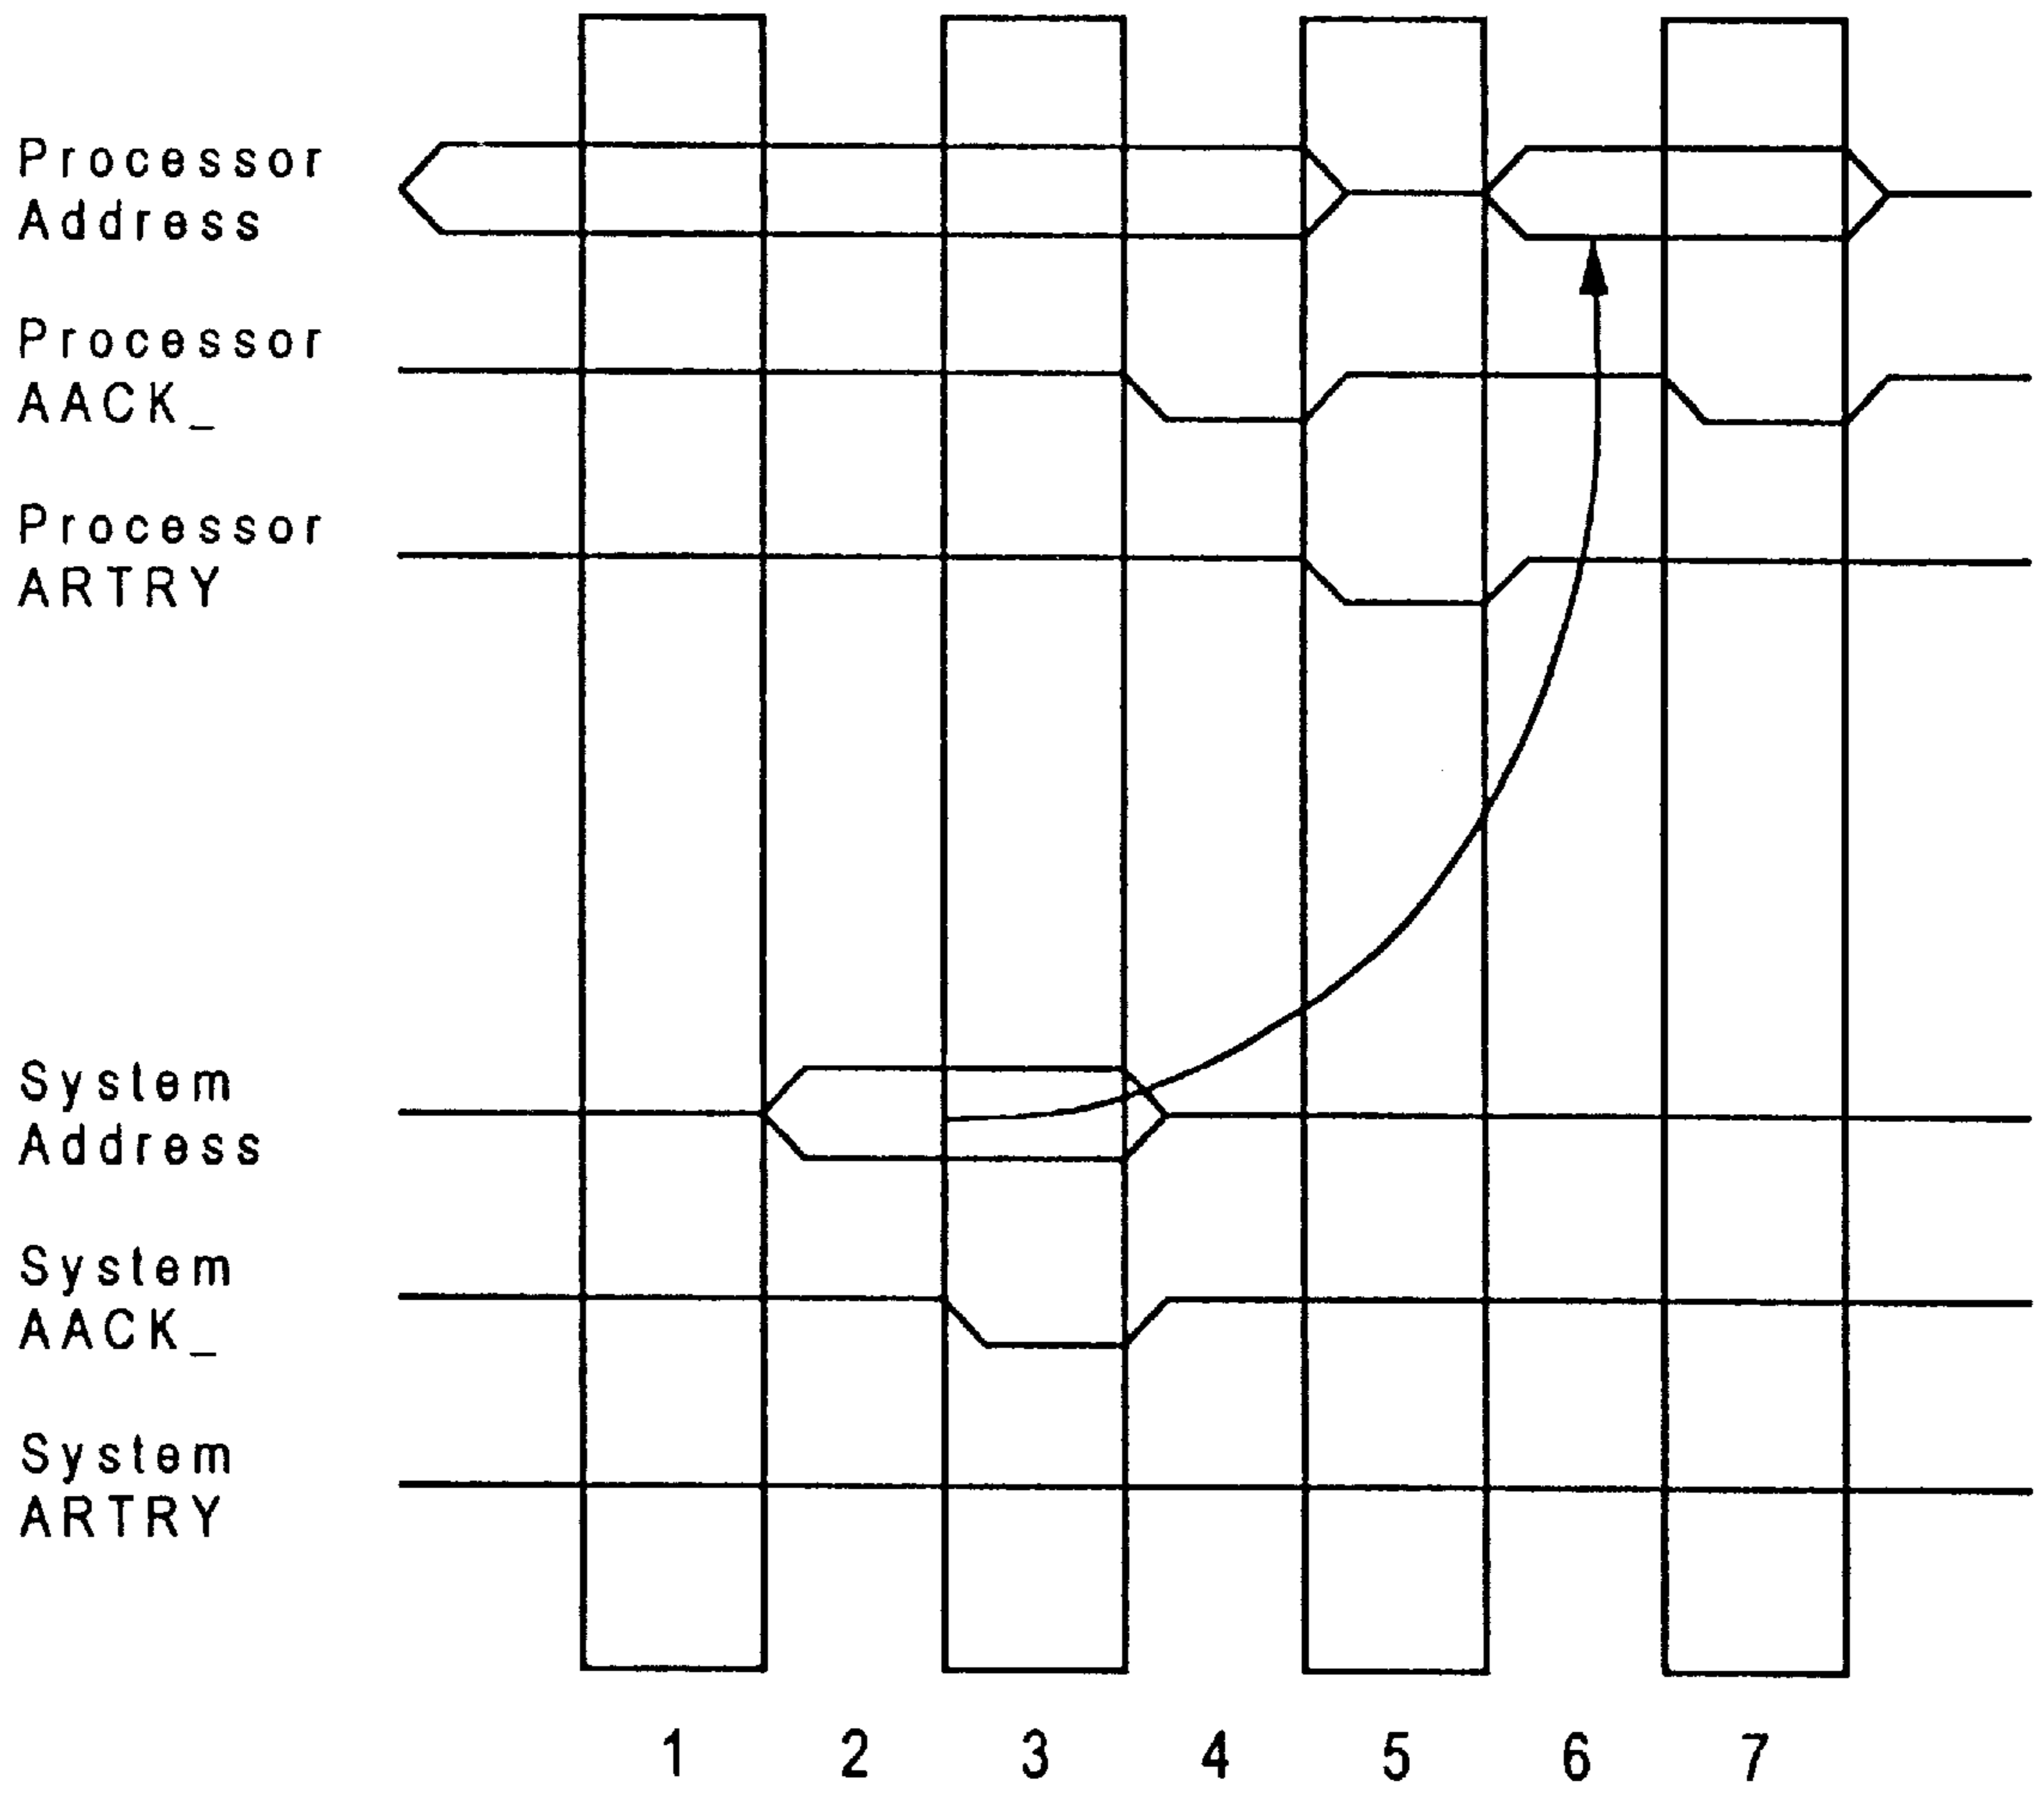 Processor
Address
Processor
AACK_
Processor
ARTRY
System
Address
System
AACK_
System
ARTRY
1 2 3 4 5 6 7